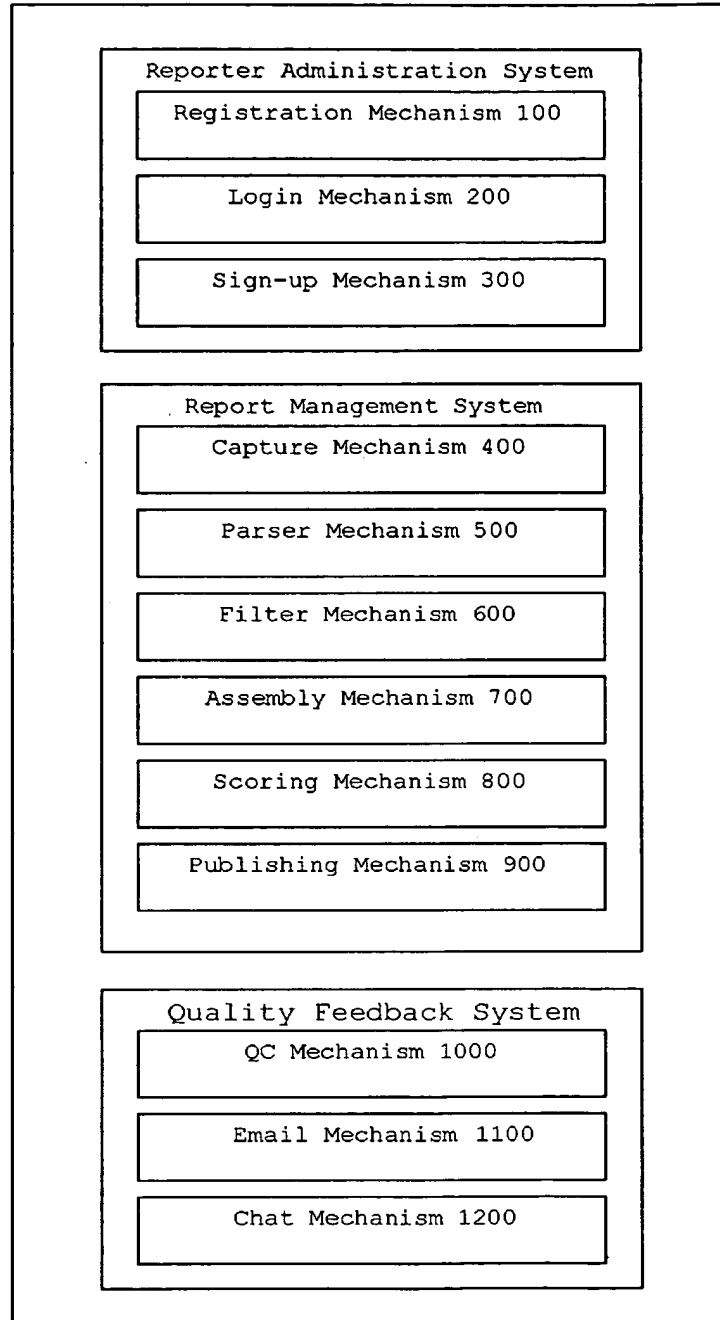 Reporter Administration System
Registration Mechanism 100
Login Mechanism 200
Sign-up Mechanism 300
Report Management System
Capture Mechanism 400
Parser Mechanism 500
Filter Mechanism 600
Assembly Mechanism 700
Scoring Mechanism 800
Publishing Mechanism 900
Quality Feedback System
QC Mechanism 1000
Email Mechanism 1100
Chat Mechanism 1200